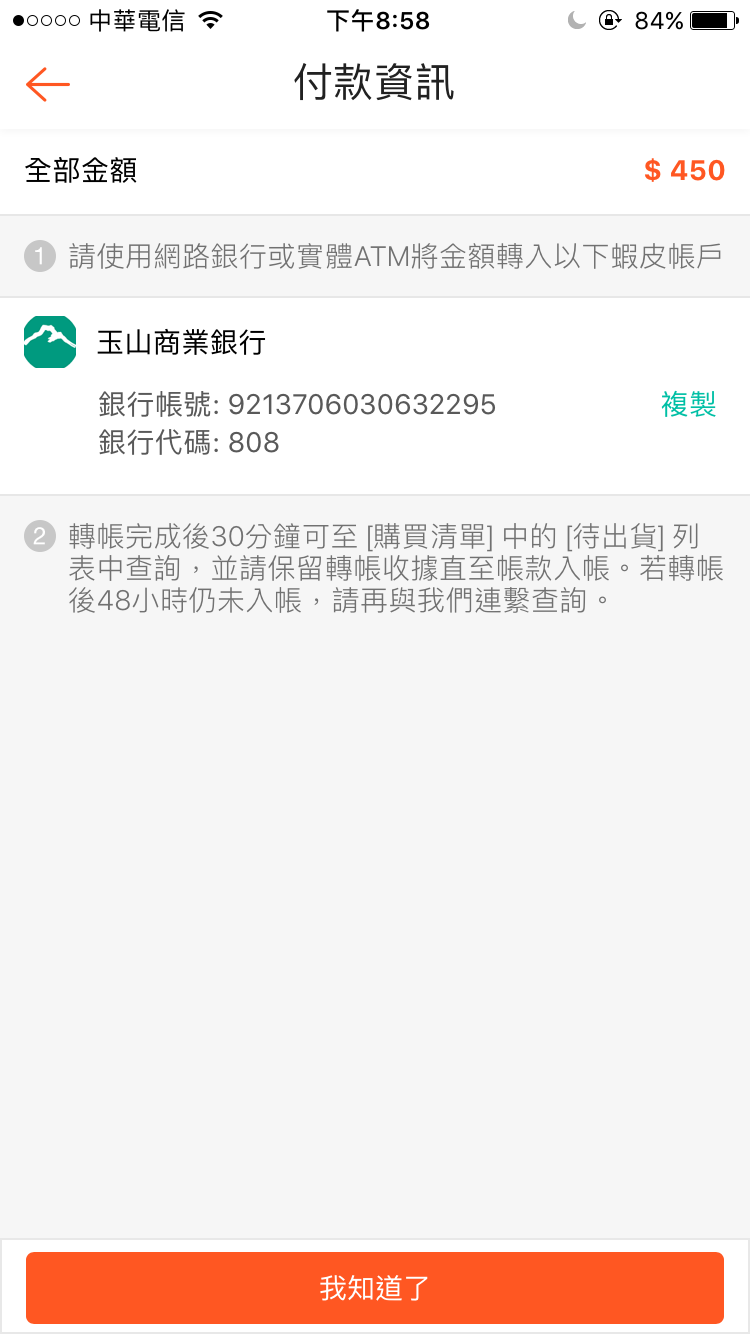 中華電信 下午8:58 84%
付款資訊
全部金額 $ 450
1 請使用網路銀行或實體ATM將金額轉入以下蝦皮帳戶
玉山商業銀行
銀行帳號: 9213706030632295 複製
銀行代碼: 808
2 轉帳完成後30分鐘可至 [購買清單] 中的 [待出貨] 列
表中查詢，並請保留轉帳收據直至帳款入帳。若轉帳
後48小時仍未入帳，請再與我們連繫查詢。
我知道了